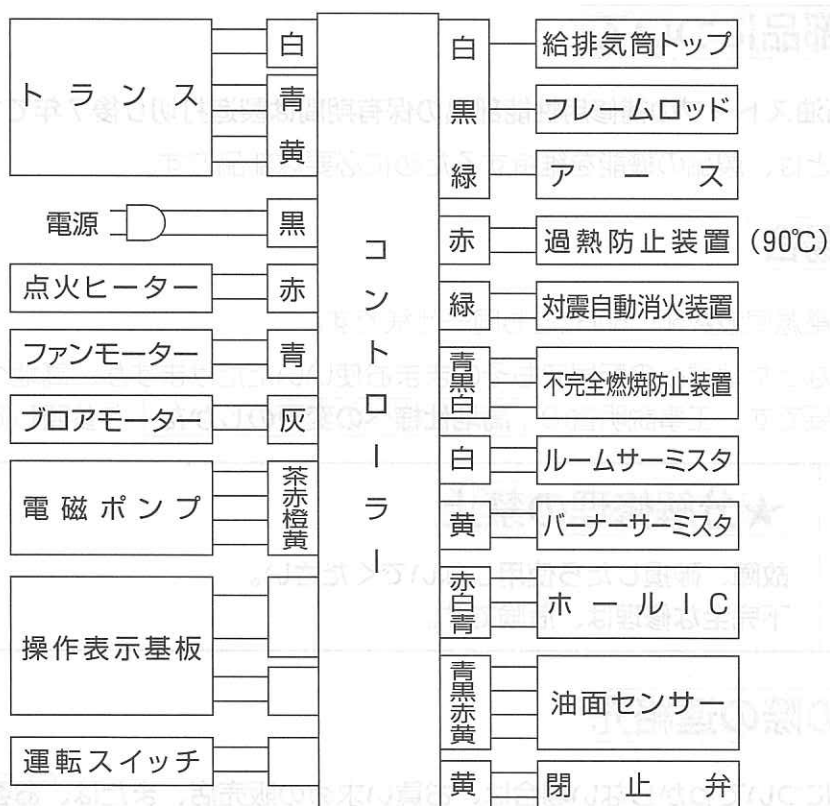 トランス
白
青
黄
電源
黒
点火ヒーター
赤
ファンモーター
青
ブロアモータ
灰
電磁ポンプ
茶
赤
橙
黄
操作表示基板
運転スイッチ
コントローラー
白
給排気筒トップ
黒
フレームロッド
緑
アース
赤
過熱防止装置 (90℃)
緑
対震自動消火装置
青
黒
白
不完全燃焼防止装置
白
ルームサーミスタ
黄
バーナーサーミスタ
赤
白
青
ホールIC
青
黒
赤
黄
油面センサー
黄
閉止弁